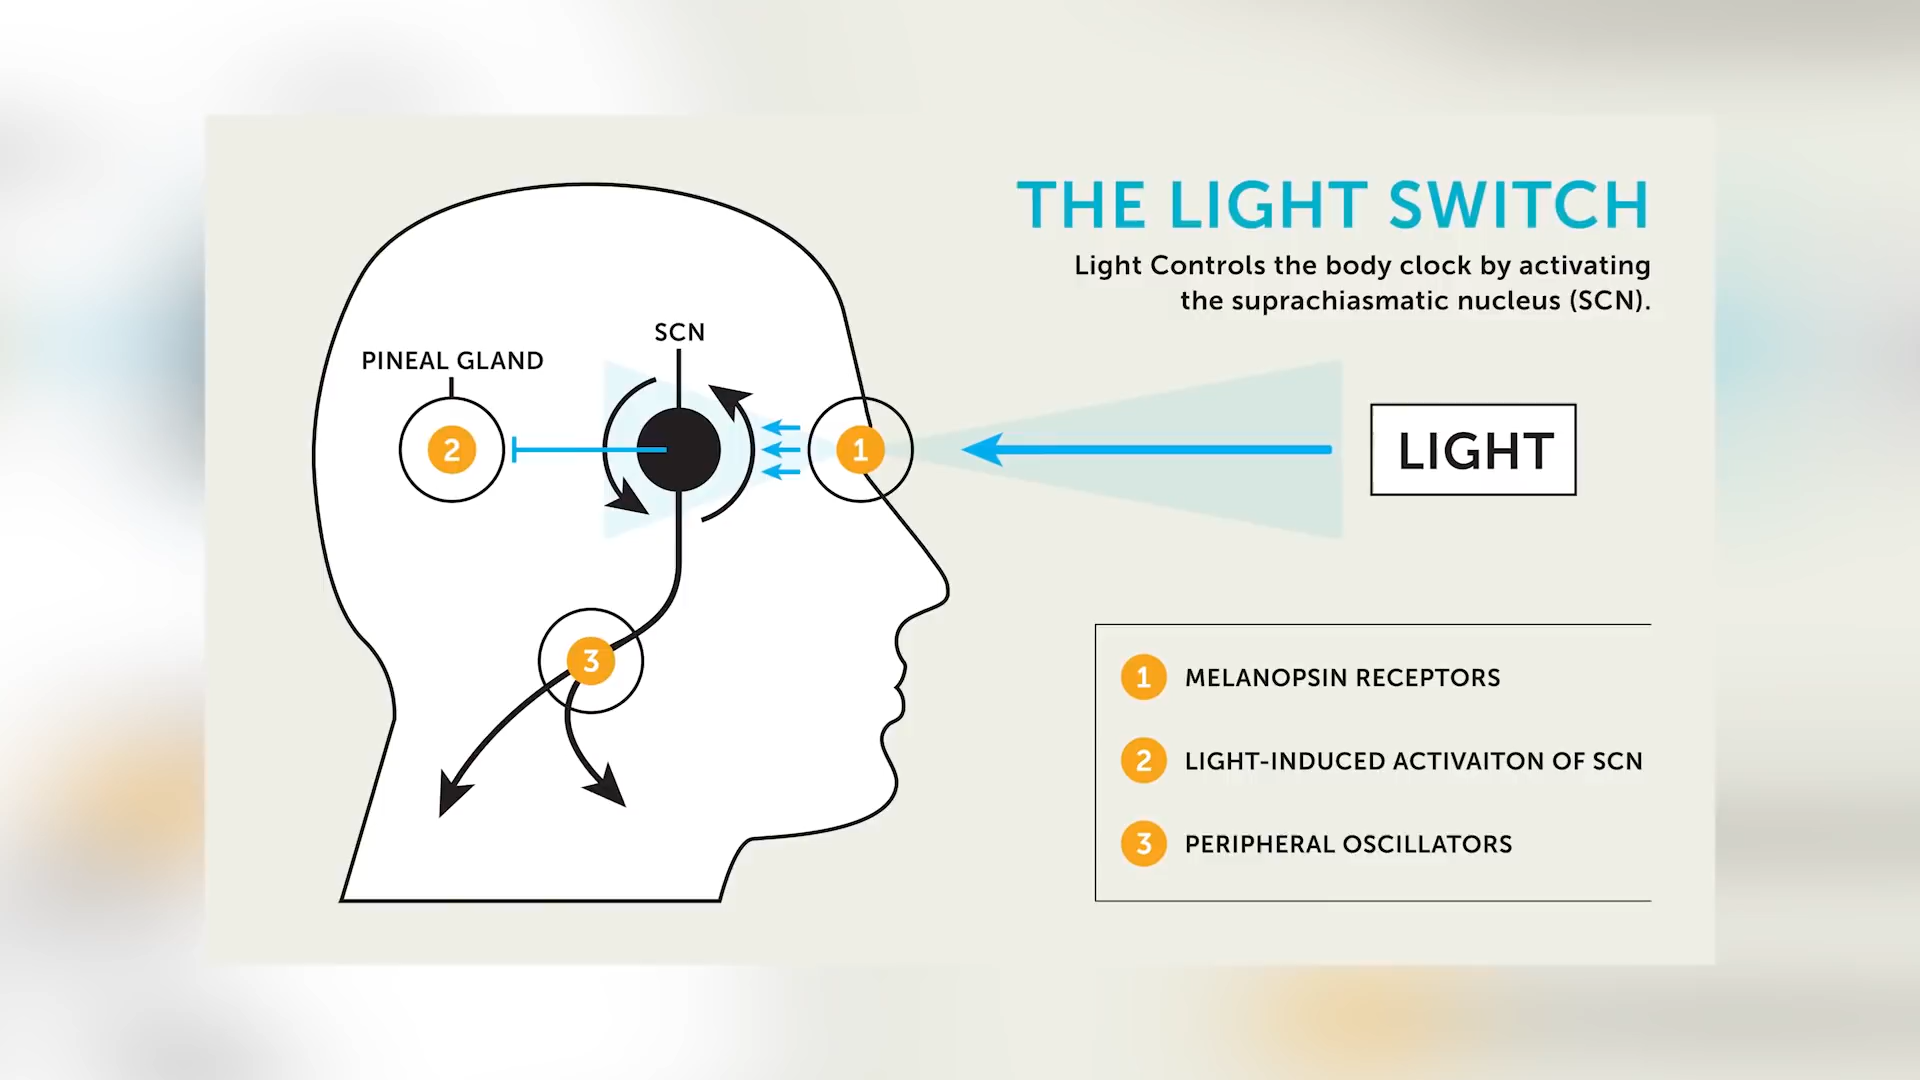 THE LIGHT SWITCH
Light Controls the body clock by activating
the suprachiasmatic nucleus (SCN).
SCN
PINEAL GLAND
2
1
LIGHT
3
1 MELANOPSIN RECEPTORS
2 LIGHT-INDUCED ACTIVAITON OF SCN
3 PERIPHERAL OSCILLATORS